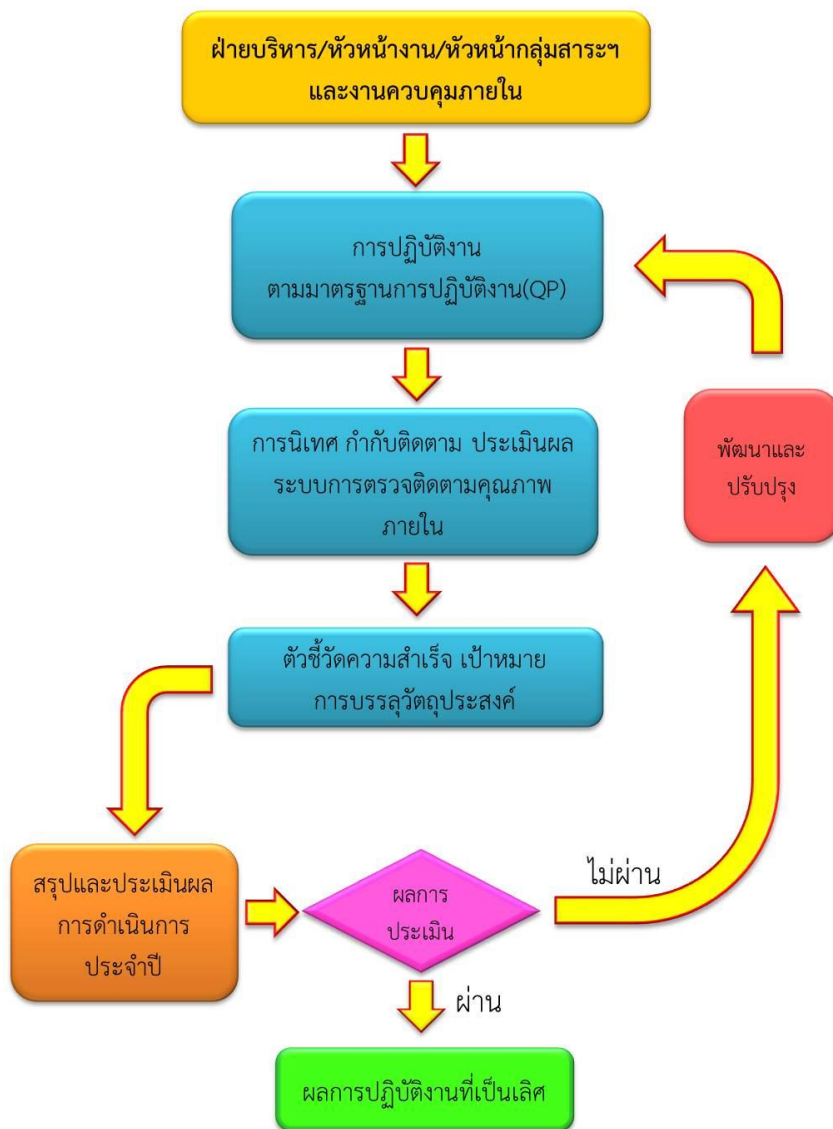 ฝ่ายบริหาร/หัวหน้างาน/หัวหน้ากลุ่มสาระฯ
และงานควบคุมภายใน
การปฏิบัติงาน
ตามมาตรฐานการปฏิบัติงาน(QP)
การนิเทศ กำกับติดตาม ประเมินผล
ระบบการตรวจติดตามคุณภาพ
ภายใน
พัฒนาและ
ปรับปรุง
ตัวชี้วัดความสำเร็จ เป้าหมาย
การบรรลุวัตถุประสงค์
สรุปและประเมินผล
การดำเนินการ
ประจำปี
ผลการ
ประเมิน
ไม่ผ่าน
ผ่าน
ผลการปฏิบัติงานที่เป็นเลิศ